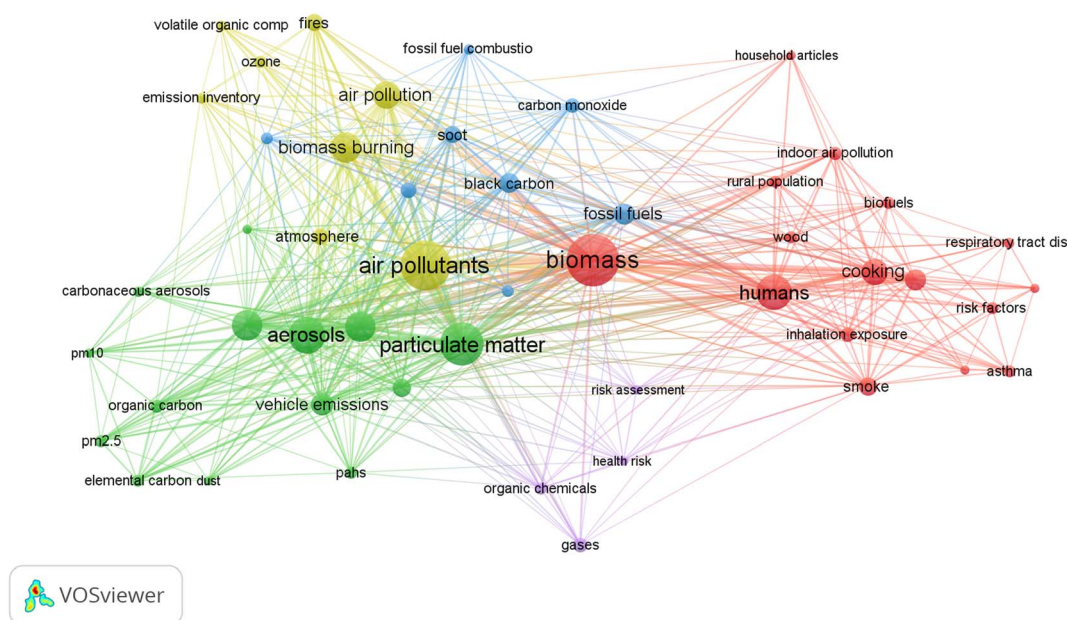 volatile organic comp
fires
fossil fuel combustio
household articles
ozone
emission inventory
air pollution
carbon monoxide
soot
biomass burning
indoor air pollution
black carbon
rural population
biofuels
fossil fuels
atmosphere
wood
respiratory tract dis
air pollutants
biomass
cooking
carbonaceous aerosols
humans
risk factors
aerosols
particulate matter
inhalation exposure
pm10
asthma
risk assessment
smoke
organic carbon
vehicle emissions
pm2.5
health risk
elemental carbon
dust
pahs
organic chemicals
gases
VOSviewer